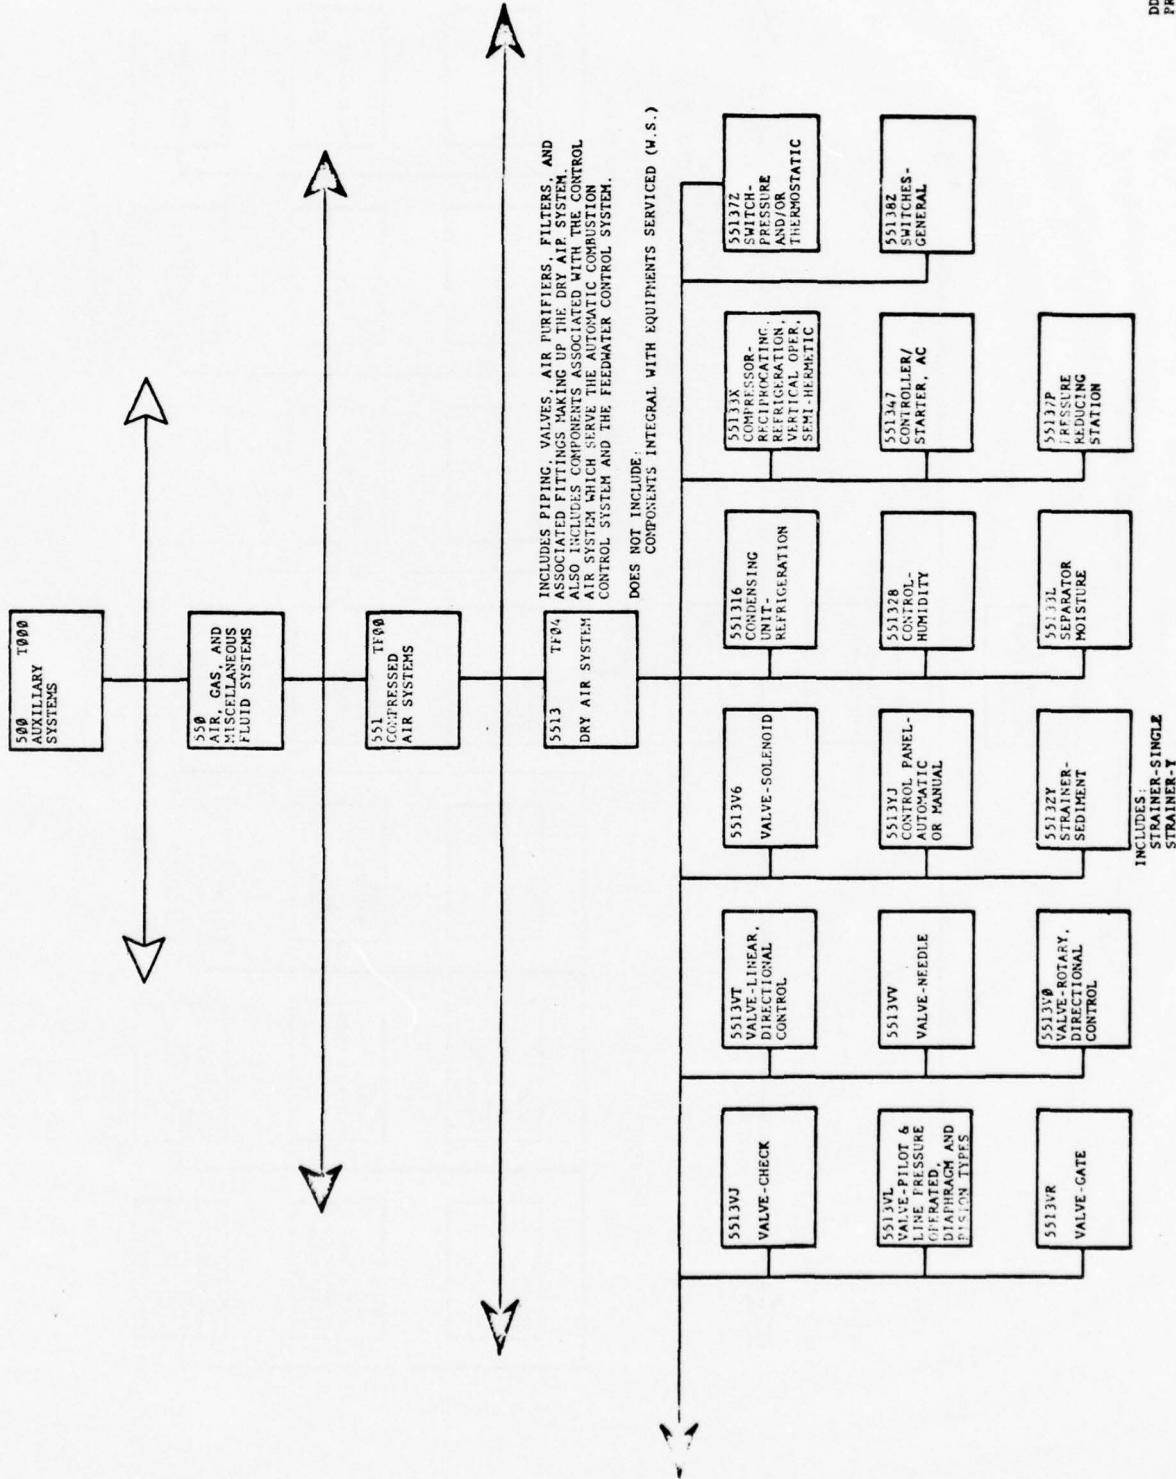 500 T000
AUXILIARY
SYSTEMS
550
AIR, GAS, AND
MISCELLANEOUS
FLUID SYSTEMS
551 TF00
COMPRESSED
AIR SYSTEMS
5513 TF04
DRY AIR SYSTEM
INCLUDES PIPING, VALVES, AIR PURIFIERS, FILTERS, AND
ASSOCIATED FITTINGS MAKING UP THE DRY AIR SYSTEM.
ALSO INCLUDES COMPONENTS ASSOCIATED WITH THE CONTROL
AIR SYSTEM WHICH SERVE THE AUTOMATIC COMBUSTION
CONTROL SYSTEM AND THE FEEDWATER CONTROL SYSTEM.
DOES NOT INCLUDE:
COMPONENTS INTEGRAL WITH EQUIPMENTS SERVICED (W.S.)
5513VJ
VALVE-CHECK
5513VL
VALVE-PILOT &
LINE PRESSURE
OPERATED,
DIAPHRAGM AND
PISTON TYPES
5513VR
VALVE-GATE
5513VT
VALVE-LINEAR,
DIRECTIONAL
CONTROL
5513VV
VALVE-NEEDLE
5513V0
VALVE-ROTARY,
DIRECTIONAL
CONTROL
5513V6
VALVE-SOLENOID
5513YJ
CONTROL PANEL-
AUTOMATIC
OR MANUAL
5513ZY
STRAINER-
SEDIMENT
INCLUDES:
STRAINER-SINGLE
STRAINER-Y
551316
CONDENSING
UNIT-
REFRIGERATION
551328
CONTROL-
HUMIDITY
55133L
SEPARATOR
MOISTURE
55133X
COMPRESSOR-
RECIPROCATING,
REFRIGERATION,
VERTICAL OPER,
SEMI-HERMETIC
551347
CONTROLLER/
STARTER, AC
55137P
PRESSURE
REDUCING
STATION
55137Z
SWITCH-
PRESSURE
AND/OR
THERMOSTATIC
55138Z
SWITCHES-
GENERAL